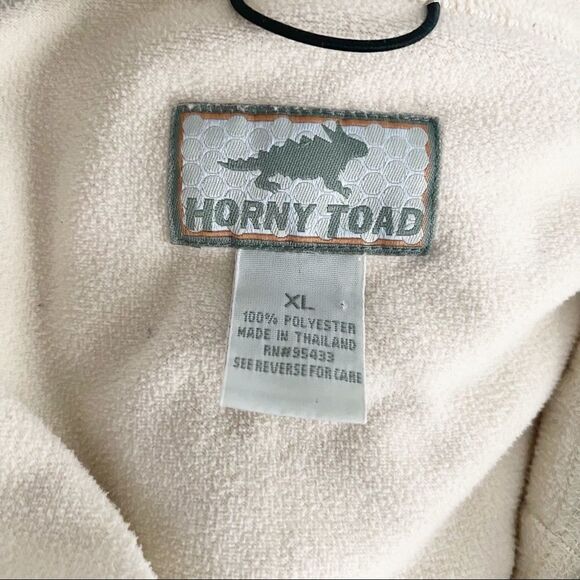 HORNY TOAD
XL
100% POLYESTER
MADE IN THAILAND
RN#95433
SEE REVERSE FOR CARE